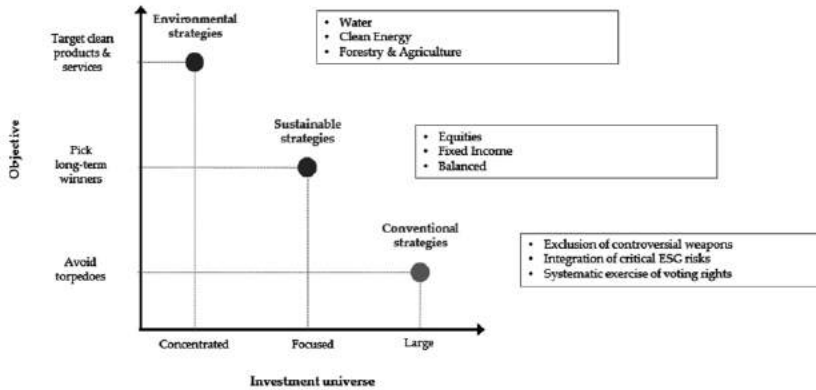 Environmental
strategies
• Water
• Clean Energy
• Forestry & Agriculture
Target clean
products &
services
Sustainable
strategies
• Equities
• Fixed Income
• Balanced
Pick
long-term
winners
Objective
Conventional
strategies
• Exclusion of controversial weapons
• Integration of critical ESG risks
• Systematic exercise of voting rights
Avoid
torpedoes
Concentrated
Focused
Large
Investment universe